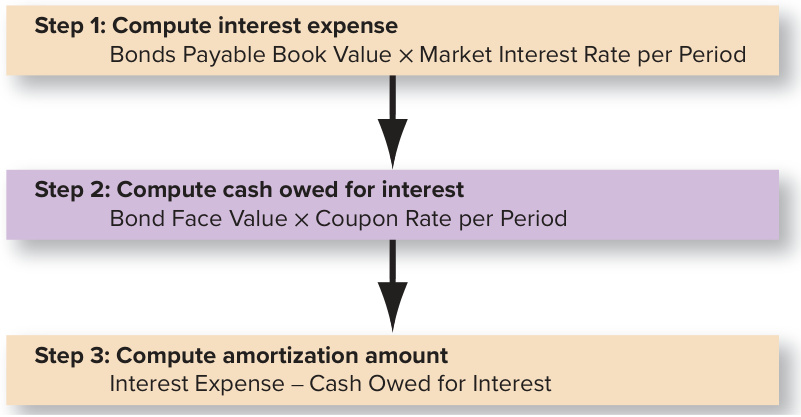 Step 1: Compute interest expense
Bonds Payable Book Value × Market Interest Rate per Period
Step 2: Compute cash owed for interest
Bond Face Value × Coupon Rate per Period
Step 3: Compute amortization amount
Interest Expense – Cash Owed for Interest